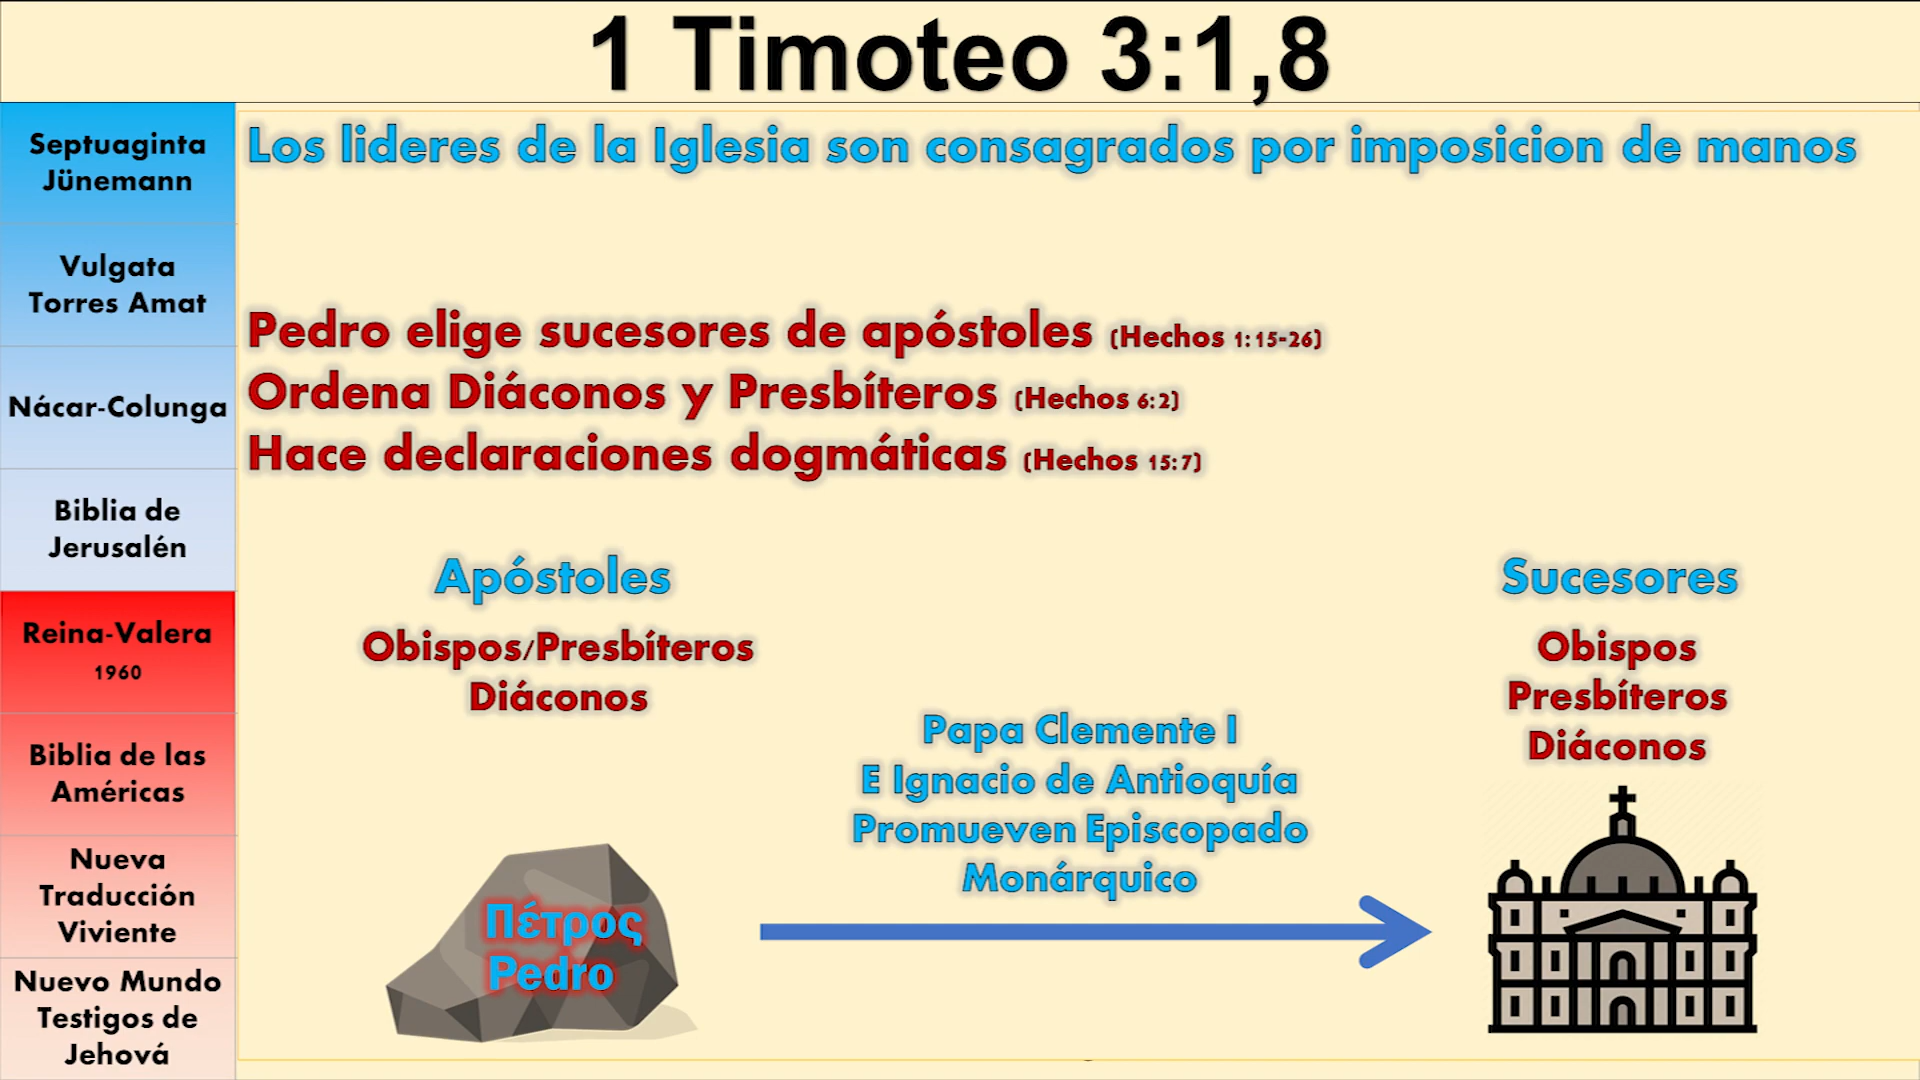 1 Timoteo 3:1,8
Septuaginta
Jünemann
Vulgata
Torres Amat
Nácar-Colunga
Biblia de
Jerusalén
Reina-Valera
1960
Biblia de las
Américas
Nueva
Traducción
Viviente
Nuevo Mundo
Testigos de
Jehová
Los lideres de la Iglesia son consagrados por imposicion de manos
Pedro elige sucesores de apóstoles (Hechos 1:15-26)
Ordena Diáconos y Presbíteros (Hechos 6:2)
Hace declaraciones dogmáticas (Hechos 15:7)
Apóstoles
Obispos/Presbíteros
Diáconos
Πέτρος
Pedro
Papa Clemente I
E Ignacio de Antioquía
Promueven Episcopado
Monárquico
Sucesores
Obispos
Presbíteros
Diáconos